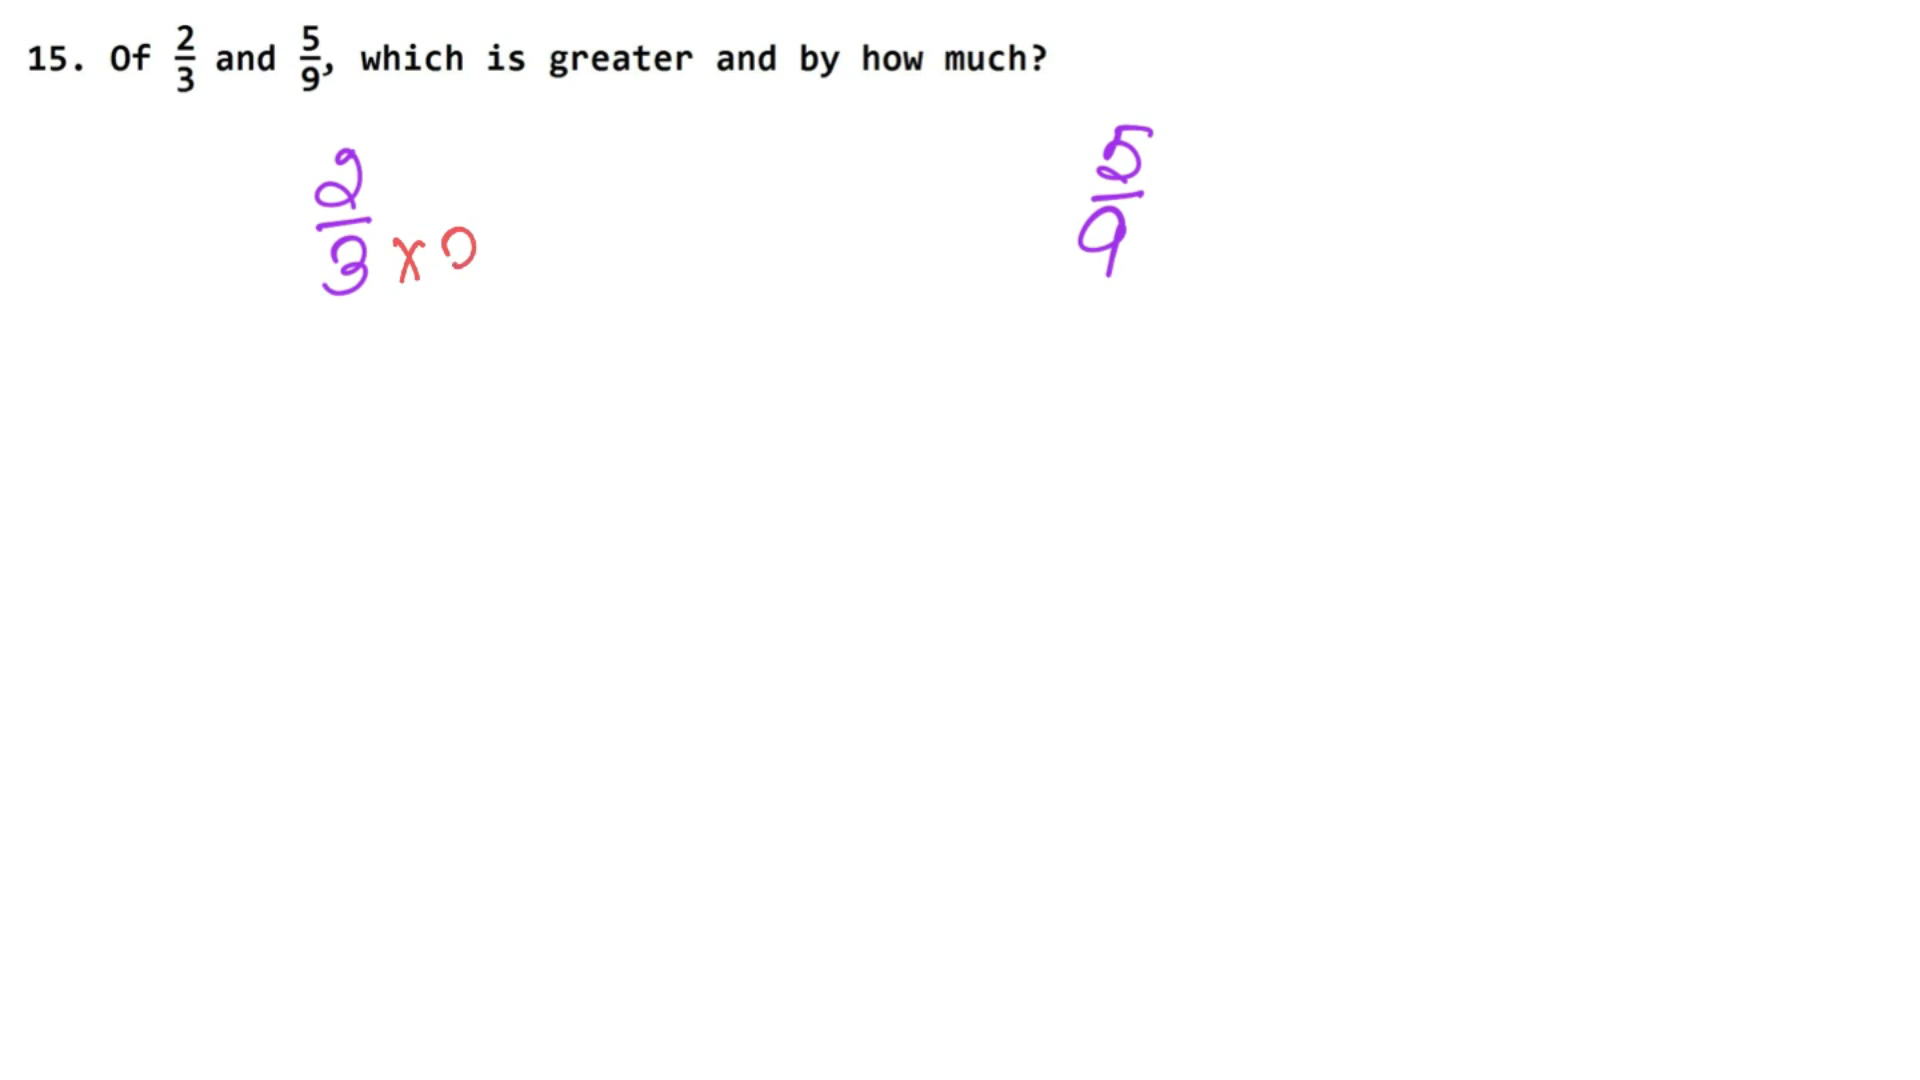 15. Of 2/3 and 5/9, which is greater and by how much?
2/3 x 5/9